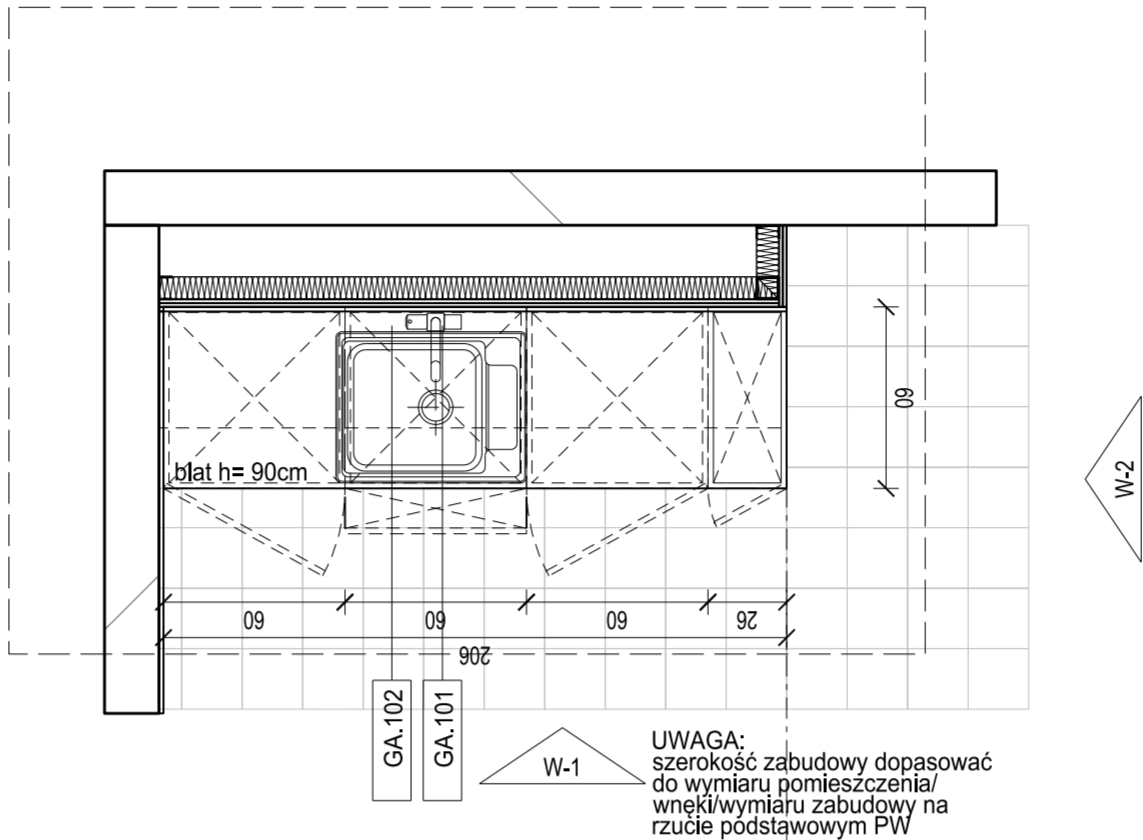 blat h= 90cm
60
W-2
60
60
60
26
206
GA.102
GA.101
W-1
UWAGA:
szerokość zabudowy dopasować
do wymiaru pomieszczenia/
wnęki/wymiaru zabudowy na
rzucie podstawowym PW